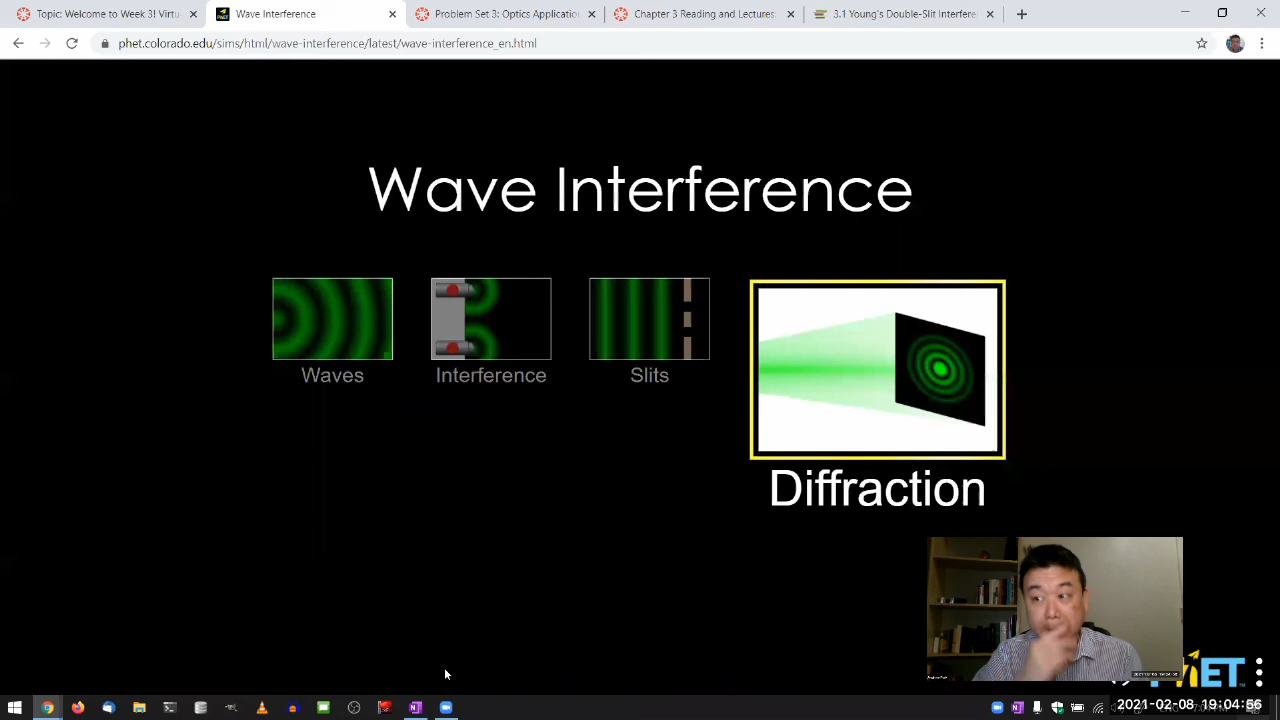 Topic: Welcome to Week 3! Virtu
Wave Interference
Problem Set 3: Optics Applicati
Chapter 3 Reading and Lectures:
3.1 Young's Double-Slit Interfere
phet.colorado.edu/sims/html/wave-interference/latest/wave-interference_en.html
Wave Interference
Waves
Interference
Slits
Diffraction
PhET
2021-02-08 19:04:56